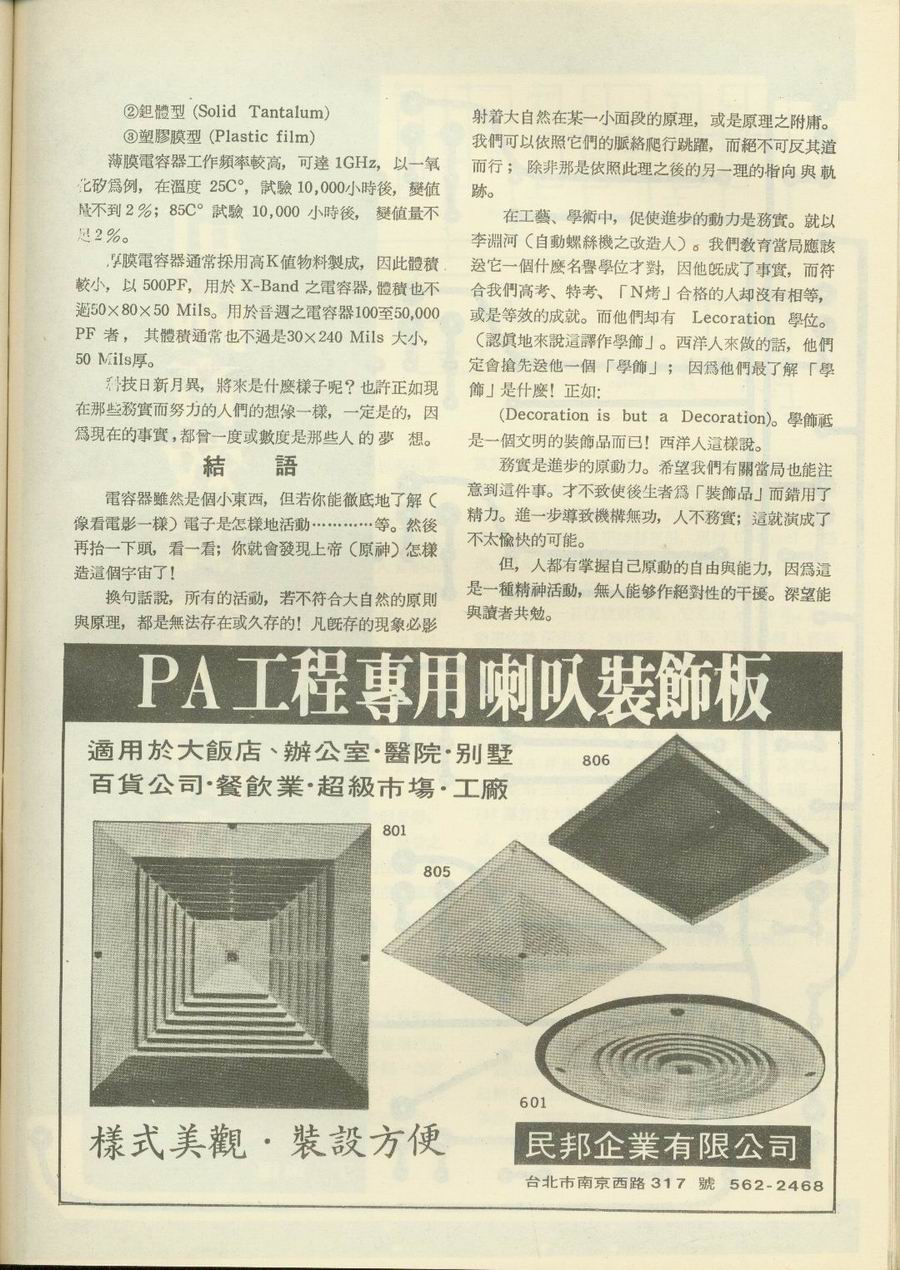 ②鉭體型 (Solid Tantalum)
③塑膠膜型 (Plastic film)
薄膜電容器工作頻率較高，可達 1GHz，以一氧
化矽爲例，在溫度 25C°，試驗 10,000小時後，變值
量不到2%；85C° 試驗 10,000 小時後，變值量不
足2%。
厚膜電容器通常採用高K值物料製成，因此體積
較小，以 500PF，用於 X-Band 之電容器，體積也不
過50×80×50 Mils。用於音週之電容器100至50,000
PF 者，其體積通常也不過是30×240 Mils 大小，
50 Mils厚。
科技日新月異，將來是什麼樣子呢？也許正如現
在那些務實而努力的人們的想像一樣，一定是的，因
爲現在的事實，都曾一度或數度是那些人的夢想。
結語
電容器雖然是個小東西，但若你能徹底地了解（
像看電影一樣）電子是怎樣地活動…………等。然後
再抬一下頭，看一看；你就會發現上帝（原神）怎樣
造這個宇宙了！
換句話說，所有的活動，若不符合大自然的原則
與原理，都是無法存在或久存的！凡旣存的現象必影
射着大自然在某一小面段的原理，或是原理之附庸。
我們可以依照它們的脈絡爬行跳躍，而絕不可反其道
而行；除非那是依照此理之後的另一理的指向與軌
跡。
在工藝、學術中，促使進步的動力是務實。就以
李淵河（自動螺絲機之改造人）。我們教育當局應該
送它一個什麼名譽學位才對，因他旣成了事實，而符
合我們高考、特考、「N烤」合格的人却沒有相等，
或是等效的成就。而他們却有 Lecoration 學位。
（認眞地來說這譯作學飾」。西洋人來做的話，他們
定會搶先送他一個「學飾」；因爲他們最了解「學
飾」是什麼！正如：
(Decoration is but a Decoration)。學飾祇
是一個文明的裝飾品而已！西洋人這樣說。
務實是進步的原動力。希望我們有關當局也能注
意到這件事。才不致使後生者爲「裝飾品」而錯用了
精力。進一步導致機構無功，人不務實；這就演成了
不太愉快的可能。
但，人都有掌握自己原動的自由與能力，因爲這
是一種精神活動，無人能够作絕對性的干擾。深望能
與讀者共勉。
PA工程專用喇叭裝飾板
適用於大飯店、辦公室·醫院·別墅
百貨公司·餐飲業·超級市場·工廠
806
801
805
601
樣式美觀·裝設方便
民邦企業有限公司
台北市南京西路317 號 562-2468